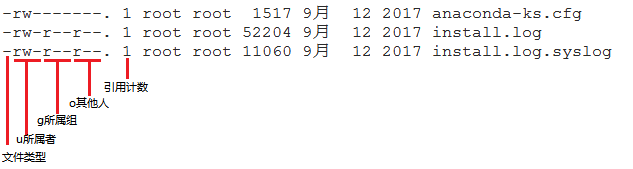 -rw-------. 1 root root  1517 9月  12 2017 anaconda-ks.cfg
-rw-r--r--. 1 root root 52204 9月  12 2017 install.log
-rw-r--r--. 1 root root 11060 9月  12 2017 install.log.syslog
引用计数
o其他人
g所属组
u所属者
文件类型